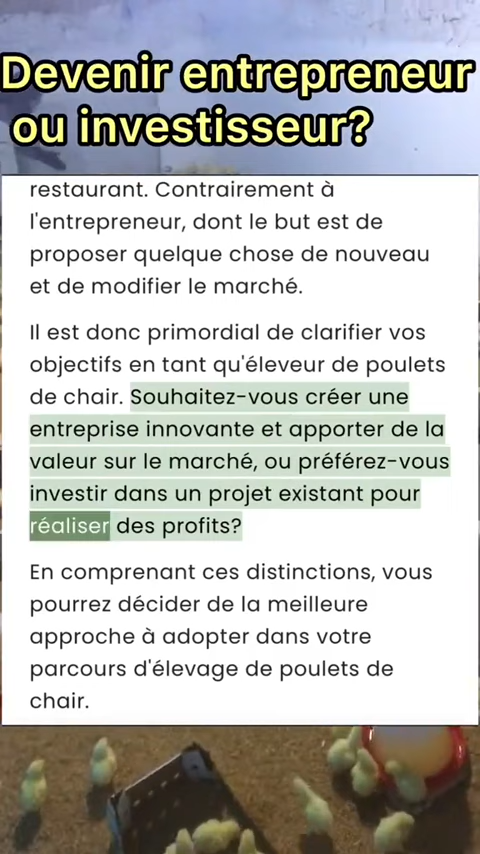 Devenir entrepreneur
ou investisseur?
restaurant. Contrairement à
l'entrepreneur, dont le but est de
proposer quelque chose de nouveau
et de modifier le marché.
Il est donc primordial de clarifier vos
objectifs en tant qu'éleveur de poulets
de chair. Souhaitez-vous créer une
entreprise innovante et apporter de la
valeur sur le marché, ou préférez-vous
investir dans un projet existant pour
réaliser des profits?
En comprenant ces distinctions, vous
pourrez décider de la meilleure
approche à adopter dans votre
parcours d'élevage de poulets de
chair.